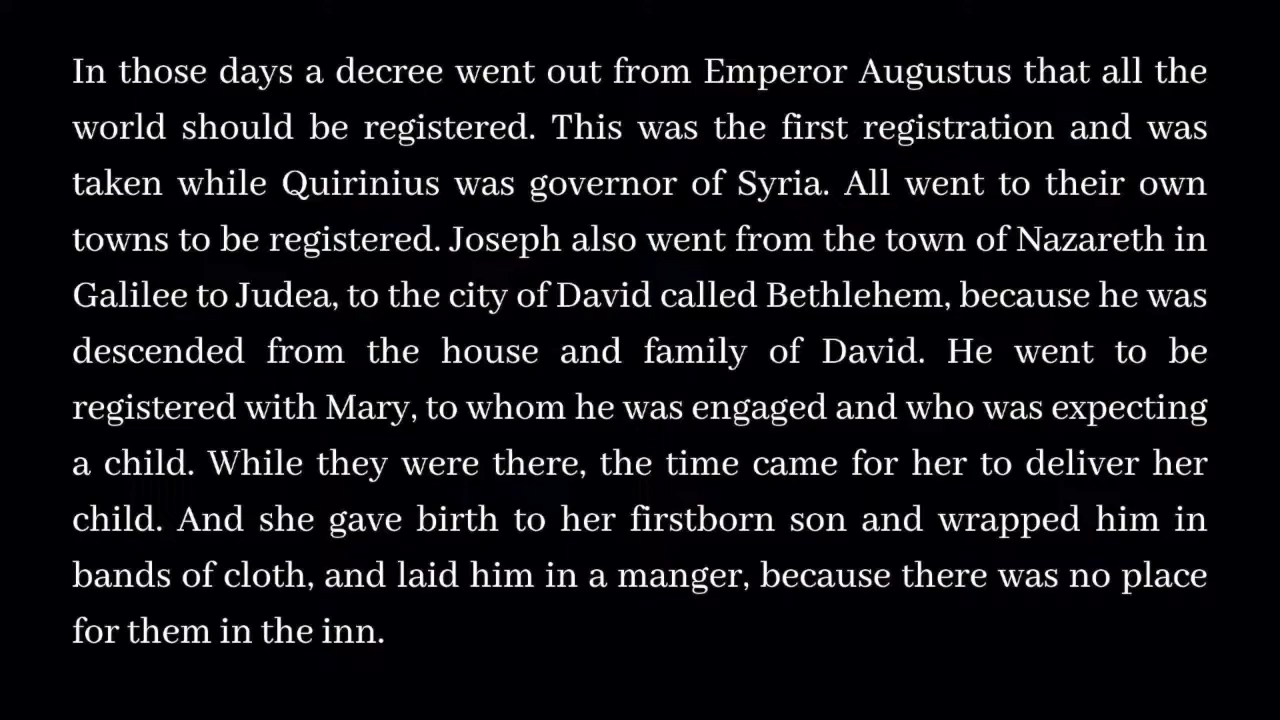 In those days a decree went out from Emperor Augustus that all the
world should be registered. This was the first registration and was
taken while Quirinius was governor of Syria. All went to their own
towns to be registered. Joseph also went from the town of Nazareth in
Galilee to Judea, to the city of David called Bethlehem, because he was
descended from the house and family of David. He went to be
registered with Mary, to whom he was engaged and who was expecting
a child. While they were there, the time came for her to deliver her
child. And she gave birth to her firstborn son and wrapped him in
bands of cloth, and laid him in a manger, because there was no place
for them in the inn.